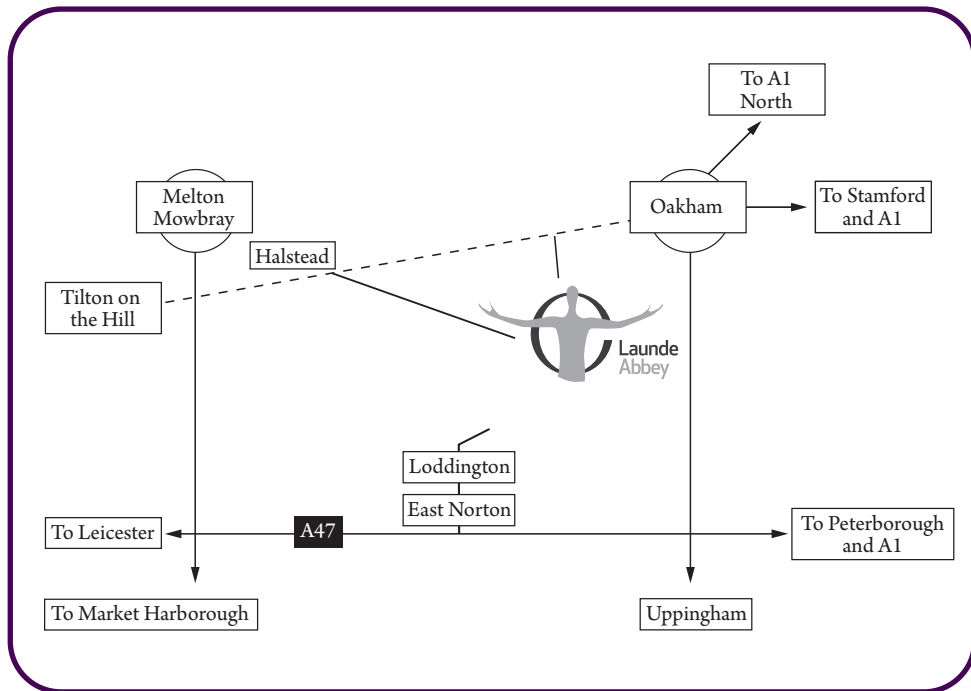 To A1
North
Melton
Mowbray
Oakham
To Stamford
and A1
Halstead
Tilton on
the Hill
Launde
Abbey
Loddington
East Norton
To Leicester
A47
To Peterborough
and A1
To Market Harborough
Uppingham